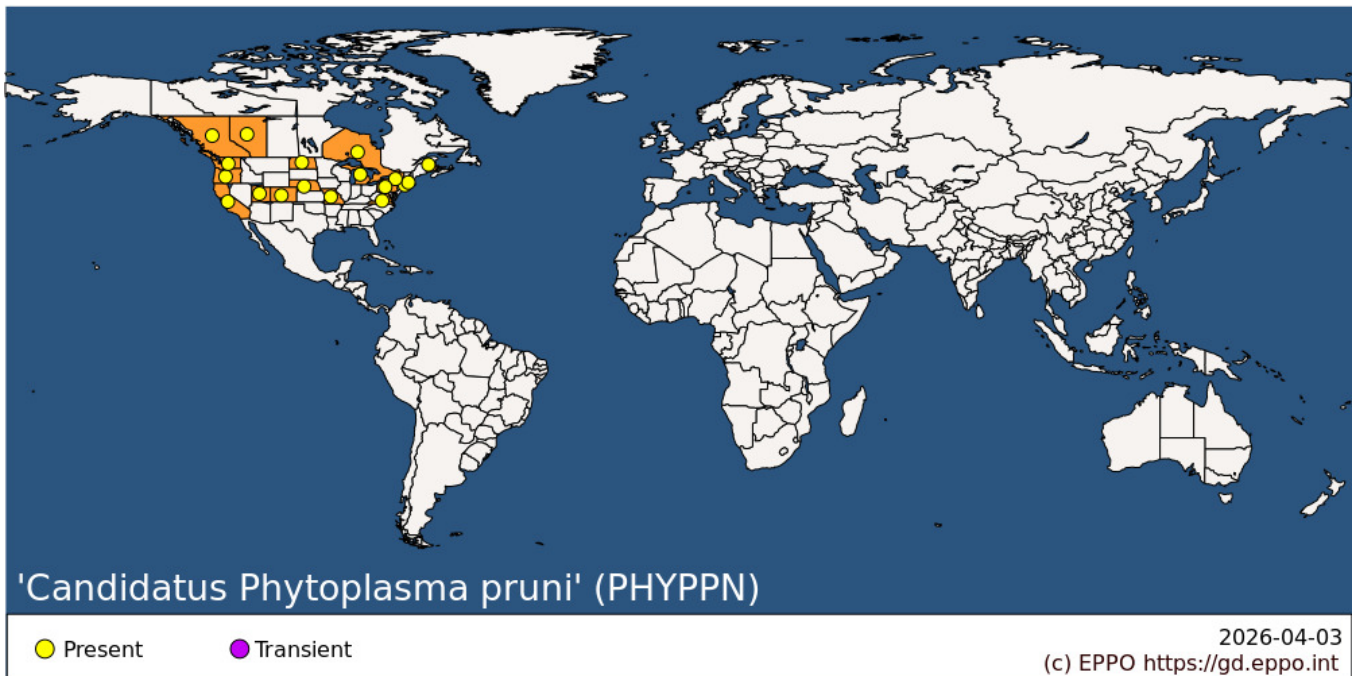 'Candidatus Phytoplasma pruni' (PHYPPN)
Present
Transient
2026-04-03
(c) EPPO https://gd.eppo.int